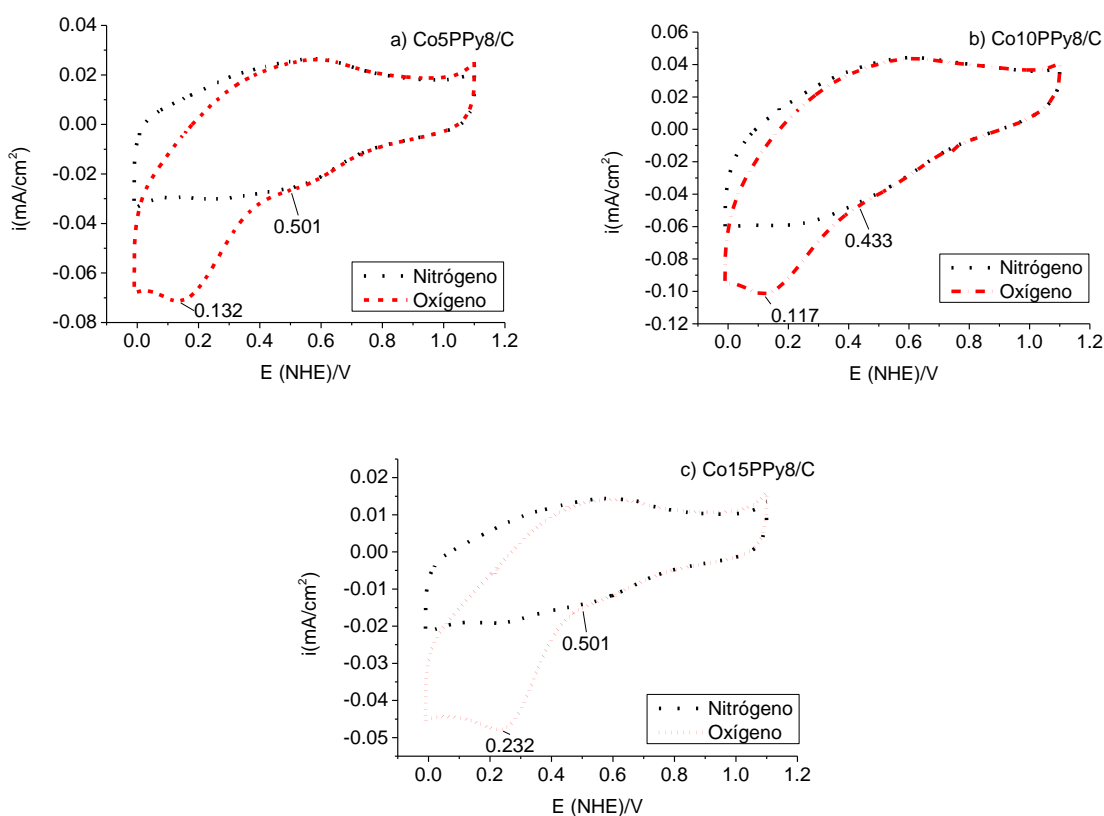 a) Co5PPy8/C
0.04
0.02
0.00
-0.02
-0.04
-0.06
-0.08
i(mA/cm²)
0.501
0.132
Nitrógeno
Oxígeno
0.0 0.2 0.4 0.6 0.8 1.0 1.2
E (NHE)/V
b) Co10PPy8/C
0.06
0.04
0.02
0.00
-0.02
-0.04
-0.06
-0.08
-0.10
-0.12
i(mA/cm²)
0.433
0.117
Nitrógeno
Oxígeno
0.0 0.2 0.4 0.6 0.8 1.0 1.2
E (NHE)/V
c) Co15PPy8/C
0.02
0.01
0.00
-0.01
-0.02
-0.03
-0.04
-0.05
i(mA/cm²)
0.501
0.232
Nitrógeno
Oxígeno
0.0 0.2 0.4 0.6 0.8 1.0 1.2
E (NHE)/V